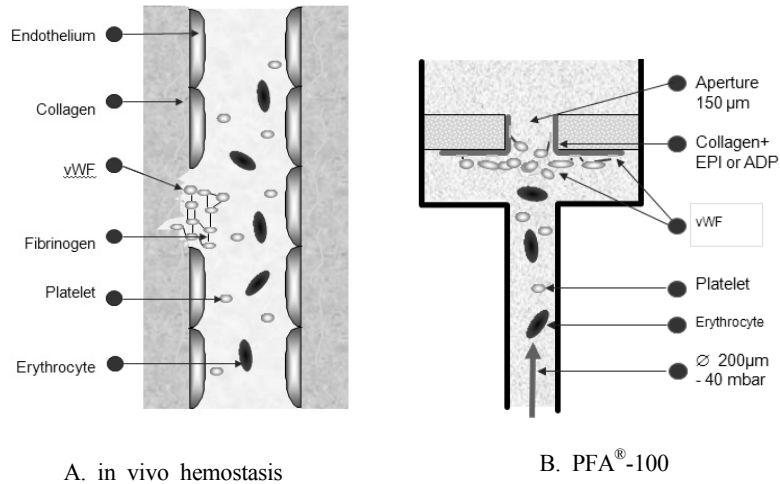 Endothelium
Collagen
vWF
Fibrinogen
Platelet
Erythrocyte
A. in vivo hemostasis
Aperture
150 µm
Collagen+
EPI or ADP
vWF
Platelet
Erythrocyte
∅ 200µm
- 40 mbar
B. PFA®-100